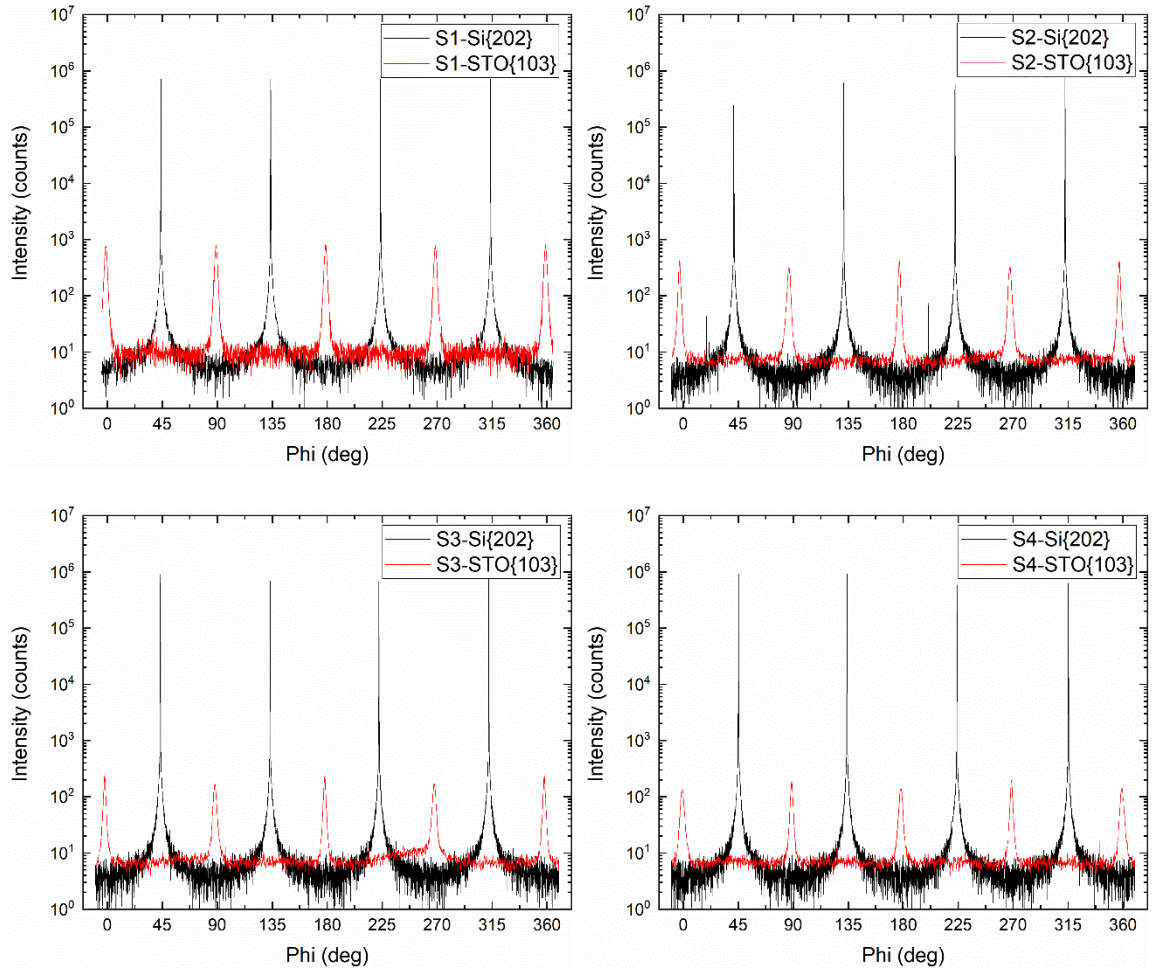 10^7
10^6
10^5
10^4
10^3
10^2
10^1
10^0
Intensity (counts)
S1-Si{202}
S1-STO{103}
0 45 90 135 180 225 270 315 360
Phi (deg)
10^7
10^6
10^5
10^4
10^3
10^2
10^1
10^0
Intensity (counts)
S2-Si{202}
S2-STO{103}
0 45 90 135 180 225 270 315 360
Phi (deg)
10^7
10^6
10^5
10^4
10^3
10^2
10^1
10^0
Intensity (counts)
S3-Si{202}
S3-STO{103}
0 45 90 135 180 225 270 315 360
Phi (deg)
10^7
10^6
10^5
10^4
10^3
10^2
10^1
10^0
Intensity (counts)
S4-Si{202}
S4-STO{103}
0 45 90 135 180 225 270 315 360
Phi (deg)